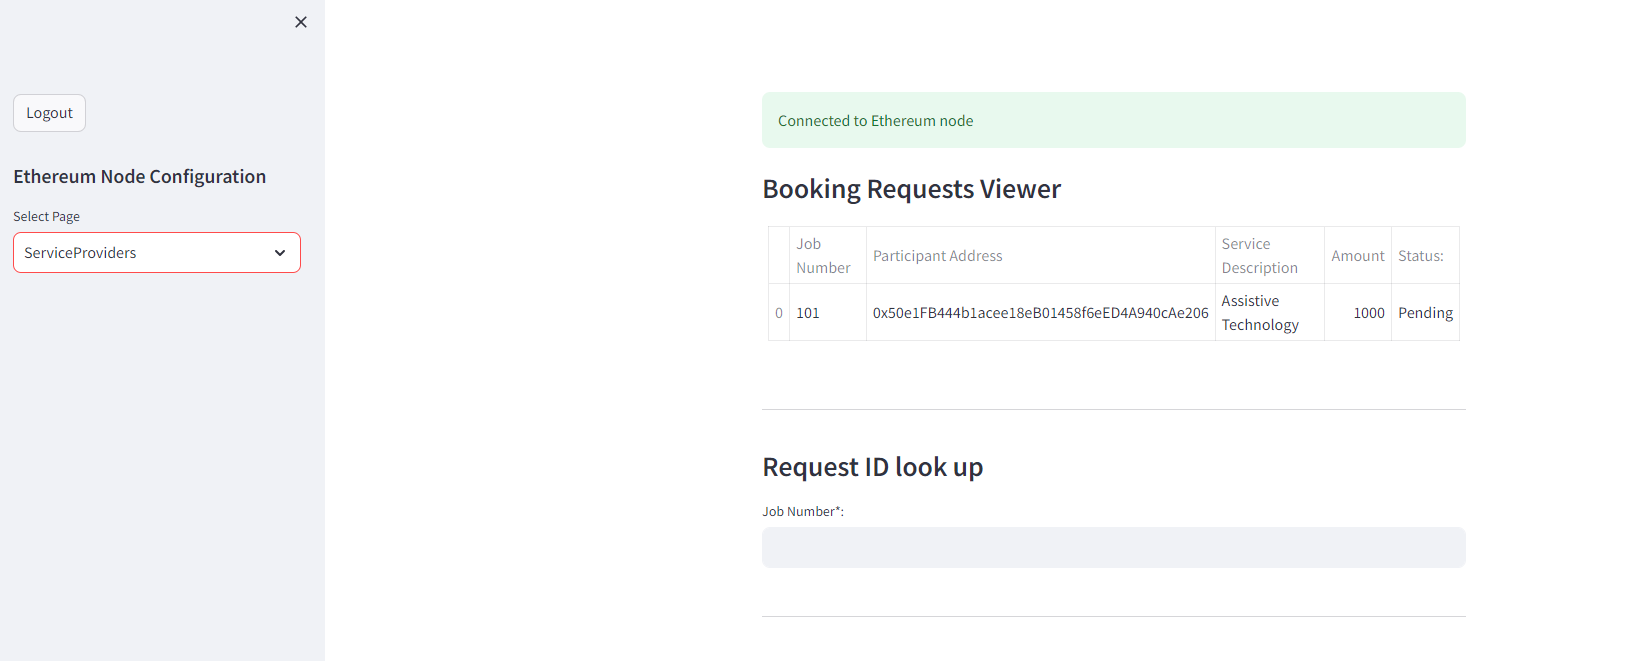 Logout
Ethereum Node Configuration
Select Page
ServiceProviders
Connected to Ethereum node
Booking Requests Viewer
Job Number
Participant Address
Service Description
Amount
Status:
0
101
0x50e1FB444b1acee18eB01458f6eED4A940cAe206
Assistive Technology
1000
Pending
Request ID look up
Job Number*: